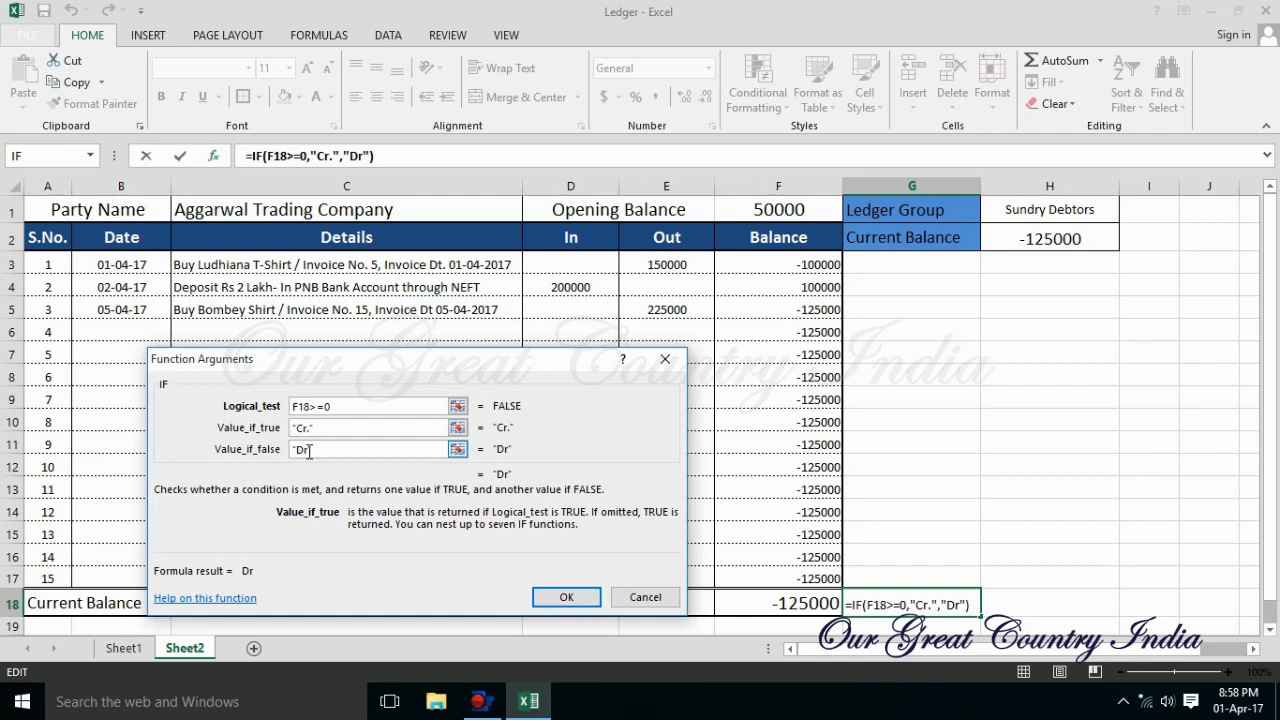 Ledger - Excel
FILE HOME INSERT PAGE LAYOUT FORMULAS DATA REVIEW VIEW Sign in
Paste Cut Copy Format Painter
11 B I U A
Wrap Text Merge & Center
General $ % ,
Conditional Formatting Format as Table Cell Styles
Insert Delete Format
AutoSum Fill Clear Sort & Filter Find & Select
Clipboard Font Alignment Number Styles Cells Editing
IF fx =IF(F18>=0,"Cr.","Dr")
A B C D E F G H I J
1 Party Name Aggarwal Trading Company Opening Balance 50000 Ledger Group Sundry Debtors
2 S.No. Date Details In Out Balance Current Balance -125000
3 1 01-04-17 Buy Ludhiana T-Shirt / Invoice No. 5, Invoice Dt. 01-04-2017 150000 -100000
4 2 02-04-17 Deposit Rs 2 Lakh- In PNB Bank Account through NEFT 200000 100000
5 3 05-04-17 Buy Bombey Shirt / Invoice No. 15, Invoice Dt 05-04-2017 225000 -125000
6 4 -125000
7 5 -125000
8 6 -125000
9 7 -125000
10 8 -125000
11 9 -125000
12 10 -125000
13 11 -125000
14 12 -125000
15 13 -125000
16 14 -125000
17 15 -125000
18 Current Balance -125000 =IF(F18>=0,"Cr.","Dr")
19
Our Great Country India
Function Arguments ?
IF
Logical_test F18>=0 = FALSE
Value_if_true "Cr." = "Cr."
Value_if_false "Dr" = "Dr"
= "Dr"
Checks whether a condition is met, and returns one value if TRUE, and another value if FALSE.
Value_if_true is the value that is returned if Logical_test is TRUE. If omitted, TRUE is
returned. You can nest up to seven IF functions.
Formula result = Dr
Help on this function OK Cancel
Our Great Country India
Sheet1 Sheet2
EDIT 100%
Search the web and Windows
8:58 PM
01-Apr-17